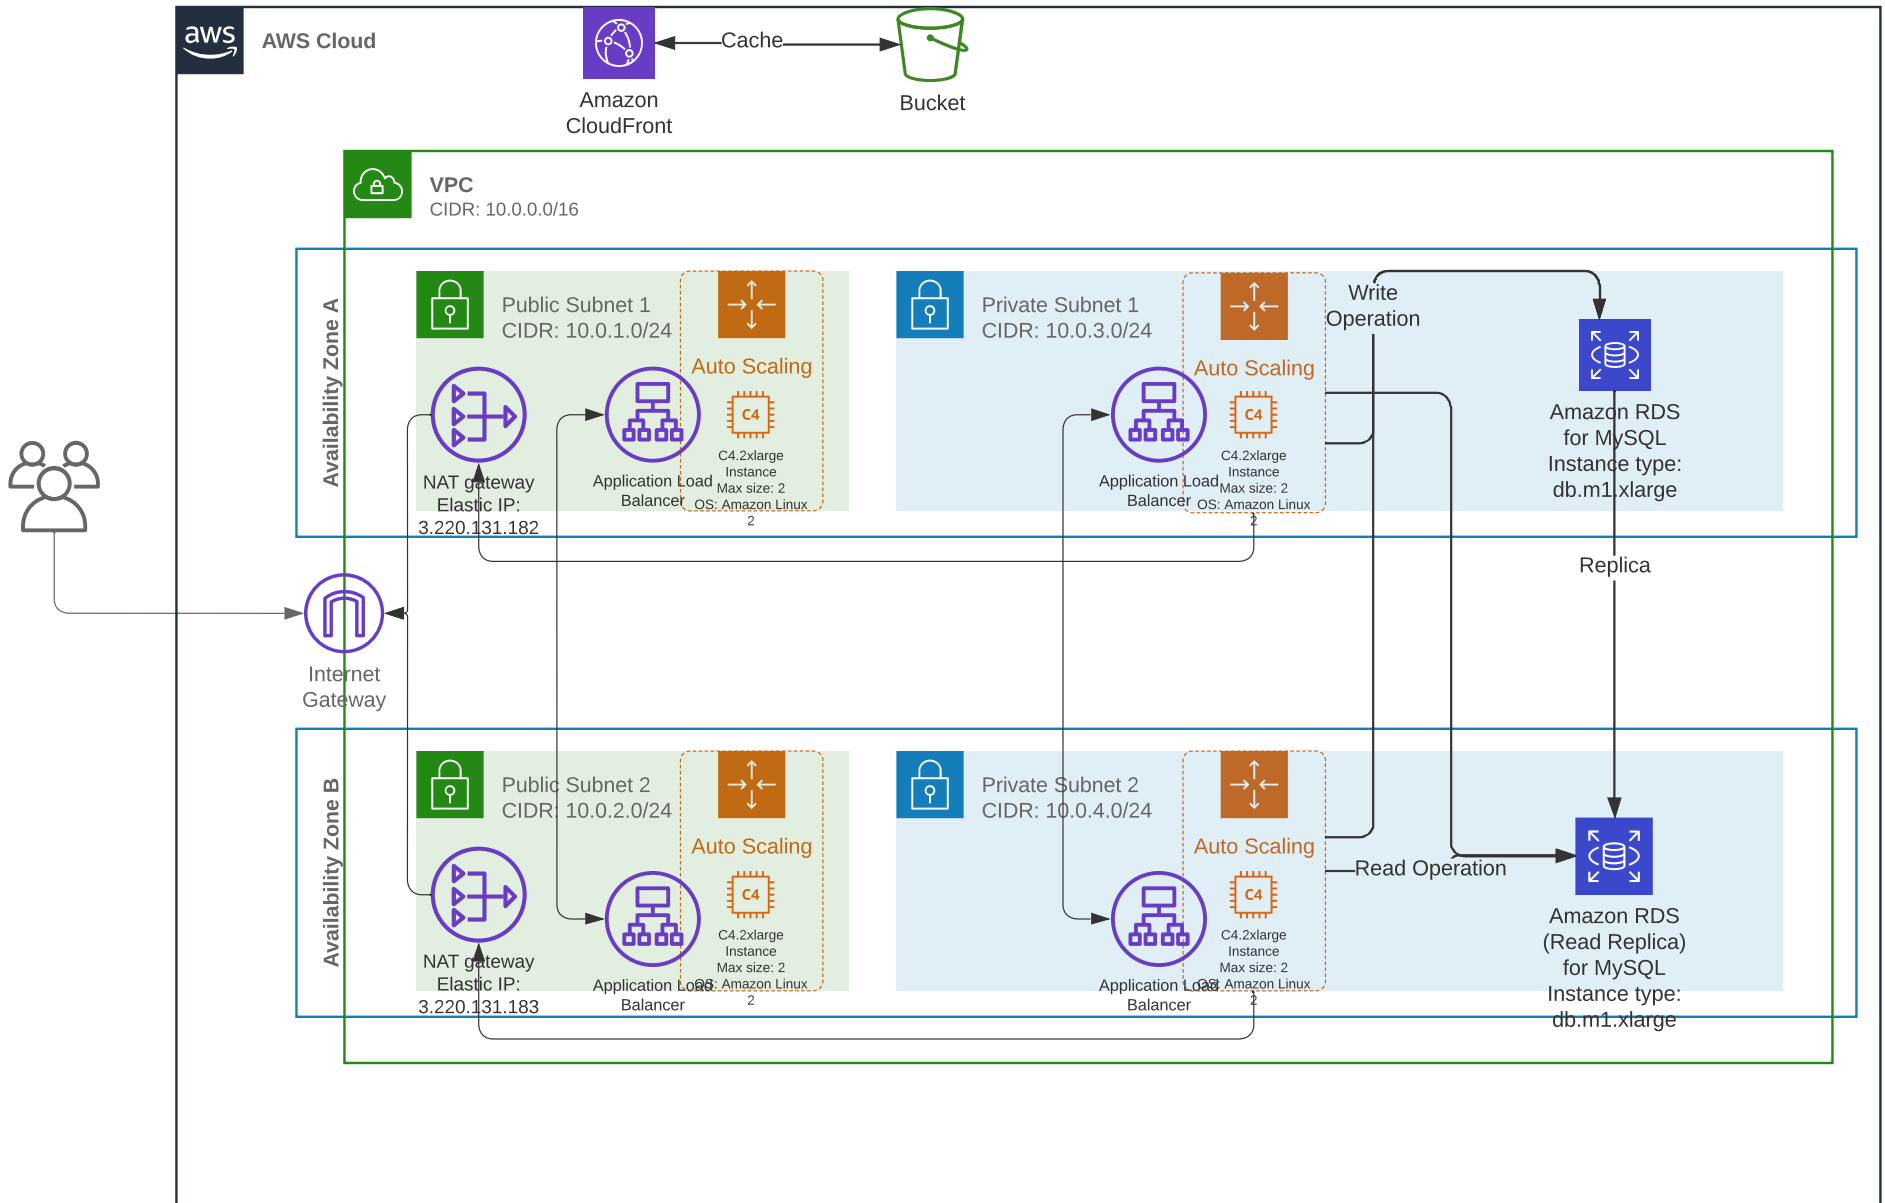 aws
AWS Cloud
Cache
Amazon
CloudFront
Bucket
VPC
CIDR: 10.0.0.0/16
Availability Zone A
Public Subnet 1
CIDR: 10.0.1.0/24
Auto Scaling
C4
C4.2xlarge
Instance
Max size: 2
OS: Amazon Linux
2
NAT gateway
Elastic IP:
3.220.131.182
Application Load
Balancer
Private Subnet 1
CIDR: 10.0.3.0/24
Auto Scaling
C4
C4.2xlarge
Instance
Max size: 2
OS: Amazon Linux
2
Application Load
Balancer
Write
Operation
Amazon RDS
for MySQL
Instance type:
db.m1.xlarge
Replica
Internet
Gateway
Availability Zone B
Public Subnet 2
CIDR: 10.0.2.0/24
Auto Scaling
C4
C4.2xlarge
Instance
Max size: 2
OS: Amazon Linux
2
NAT gateway
Elastic IP:
3.220.131.183
Application Load
Balancer
Private Subnet 2
CIDR: 10.0.4.0/24
Auto Scaling
C4
C4.2xlarge
Instance
Max size: 2
OS: Amazon Linux
2
Application Load
Balancer
Read Operation
Amazon RDS
(Read Replica)
for MySQL
Instance type:
db.m1.xlarge